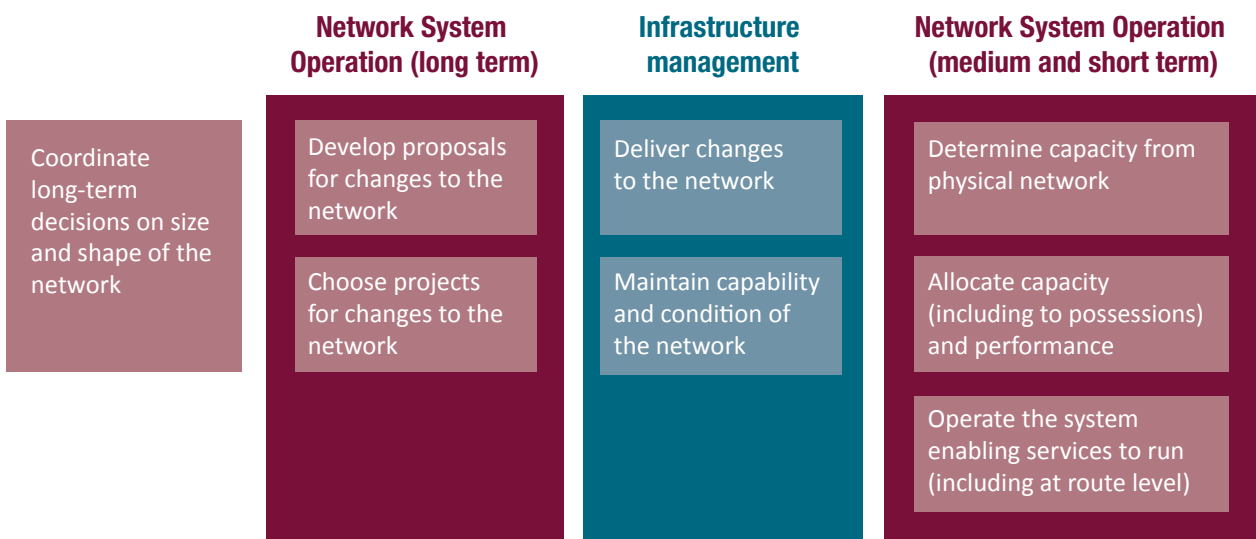 Network System
Operation (long term)
Infrastructure
management
Network System Operation
(medium and short term)
Coordinate
long-term
decisions on size
and shape of the
network
Develop proposals
for changes to the
network
Choose projects
for changes to the
network
Deliver changes
to the network
Maintain capability
and condition of
the network
Determine capacity from
physical network
Allocate capacity
(including to possessions)
and performance
Operate the system
enabling services to run
(including at route level)